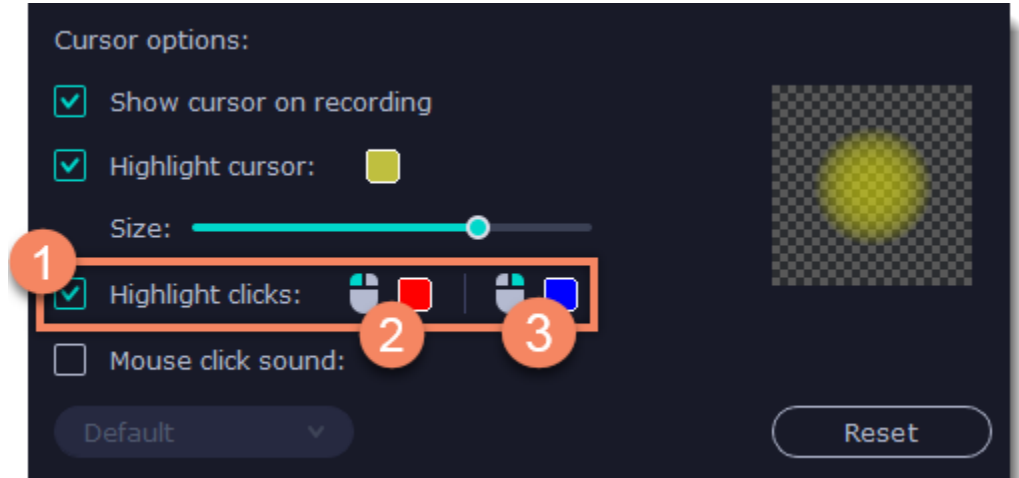 Cursor options:
Show cursor on recording
Highlight cursor:
Size:
1
Highlight clicks:
2
3
Mouse click sound:
Default
Reset